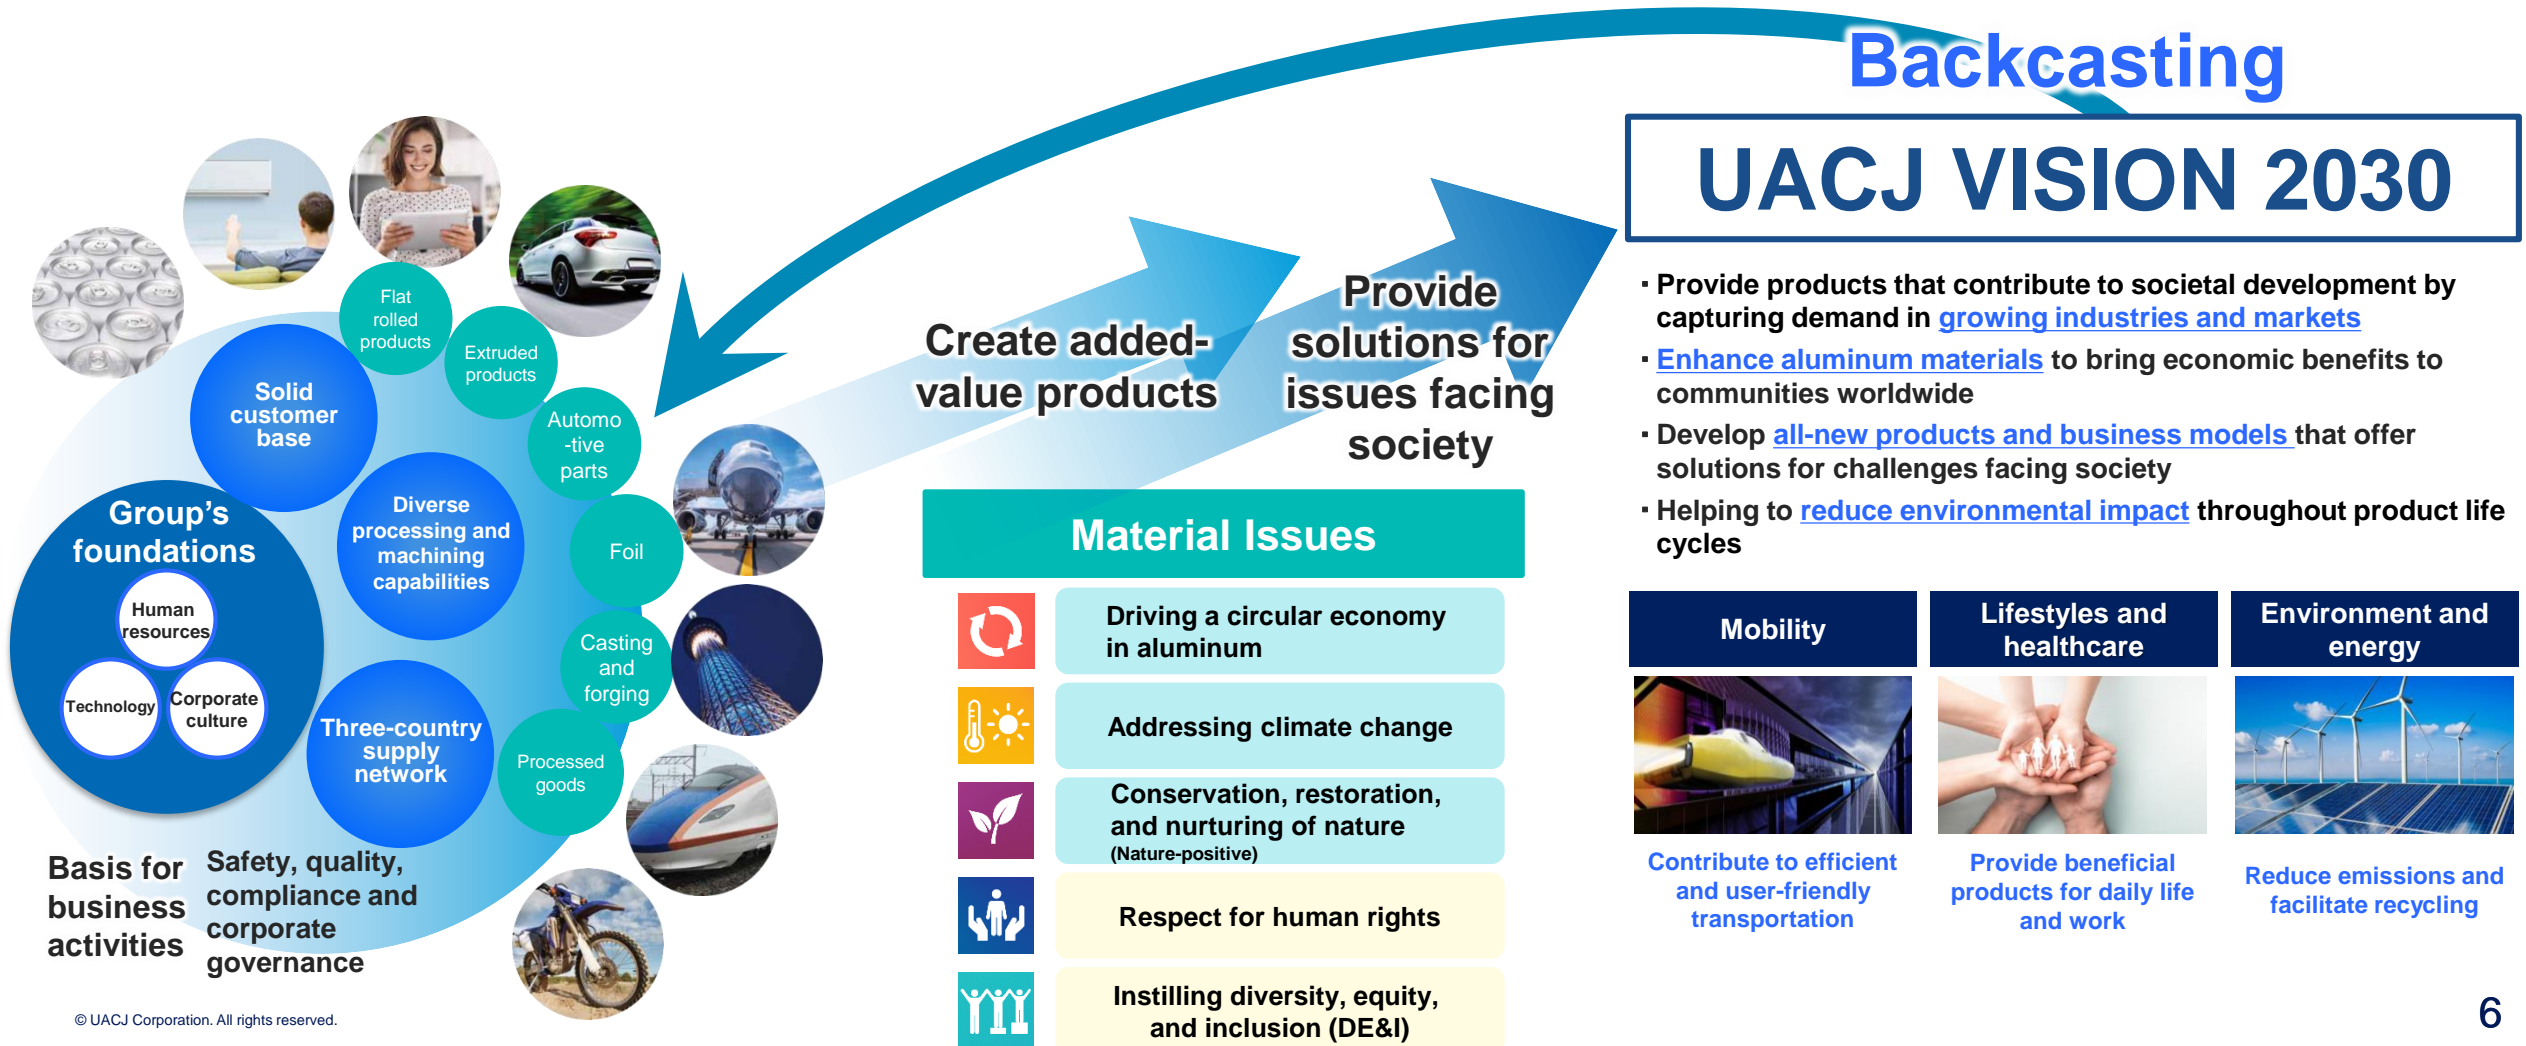 Backcasting
UACJ VISION 2030
Flat
rolled
products
Extruded
products
Automo
-tive
parts
Foil
Casting
and
forging
Processed
goods
Solid
customer
base
Diverse
processing and
machining
capabilities
Three-country
supply
network
Group's
foundations
Human
resources
Technology
Corporate
culture
Basis for
business
activities
Safety, quality,
compliance and
corporate
governance
Create added-
value products
Provide
solutions for
issues facing
society
Material Issues
Driving a circular economy
in aluminum
Addressing climate change
Conservation, restoration,
and nurturing of nature
(Nature-positive)
Respect for human rights
Instilling diversity, equity,
and inclusion (DE&I)
· Provide products that contribute to societal development by
capturing demand in growing industries and markets
· Enhance aluminum materials to bring economic benefits to
communities worldwide
· Develop all-new products and business models that offer
solutions for challenges facing society
· Helping to reduce environmental impact throughout product life
cycles
Mobility
Contribute to efficient
and user-friendly
transportation
Lifestyles and
healthcare
Provide beneficial
products for daily life
and work
Environment and
energy
Reduce emissions and
facilitate recycling
© UACJ Corporation. All rights reserved.
6